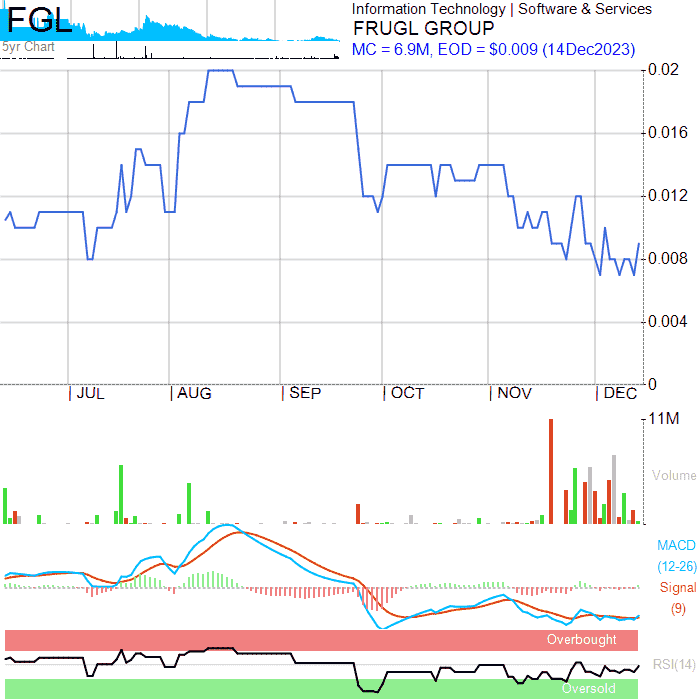 FGL
Information Technology | Software & Services
FRUGL GROUP
MC = 6.9M, EOD = $0.009 (14Dec2023)
5yr Chart
0.02
0.016
0.012
0.008
0.004
0
JUL AUG SEP OCT NOV DEC
11M
Volume
MACD
(12-26)
Signal
(9)
Overbought
RSI(14)
Oversold